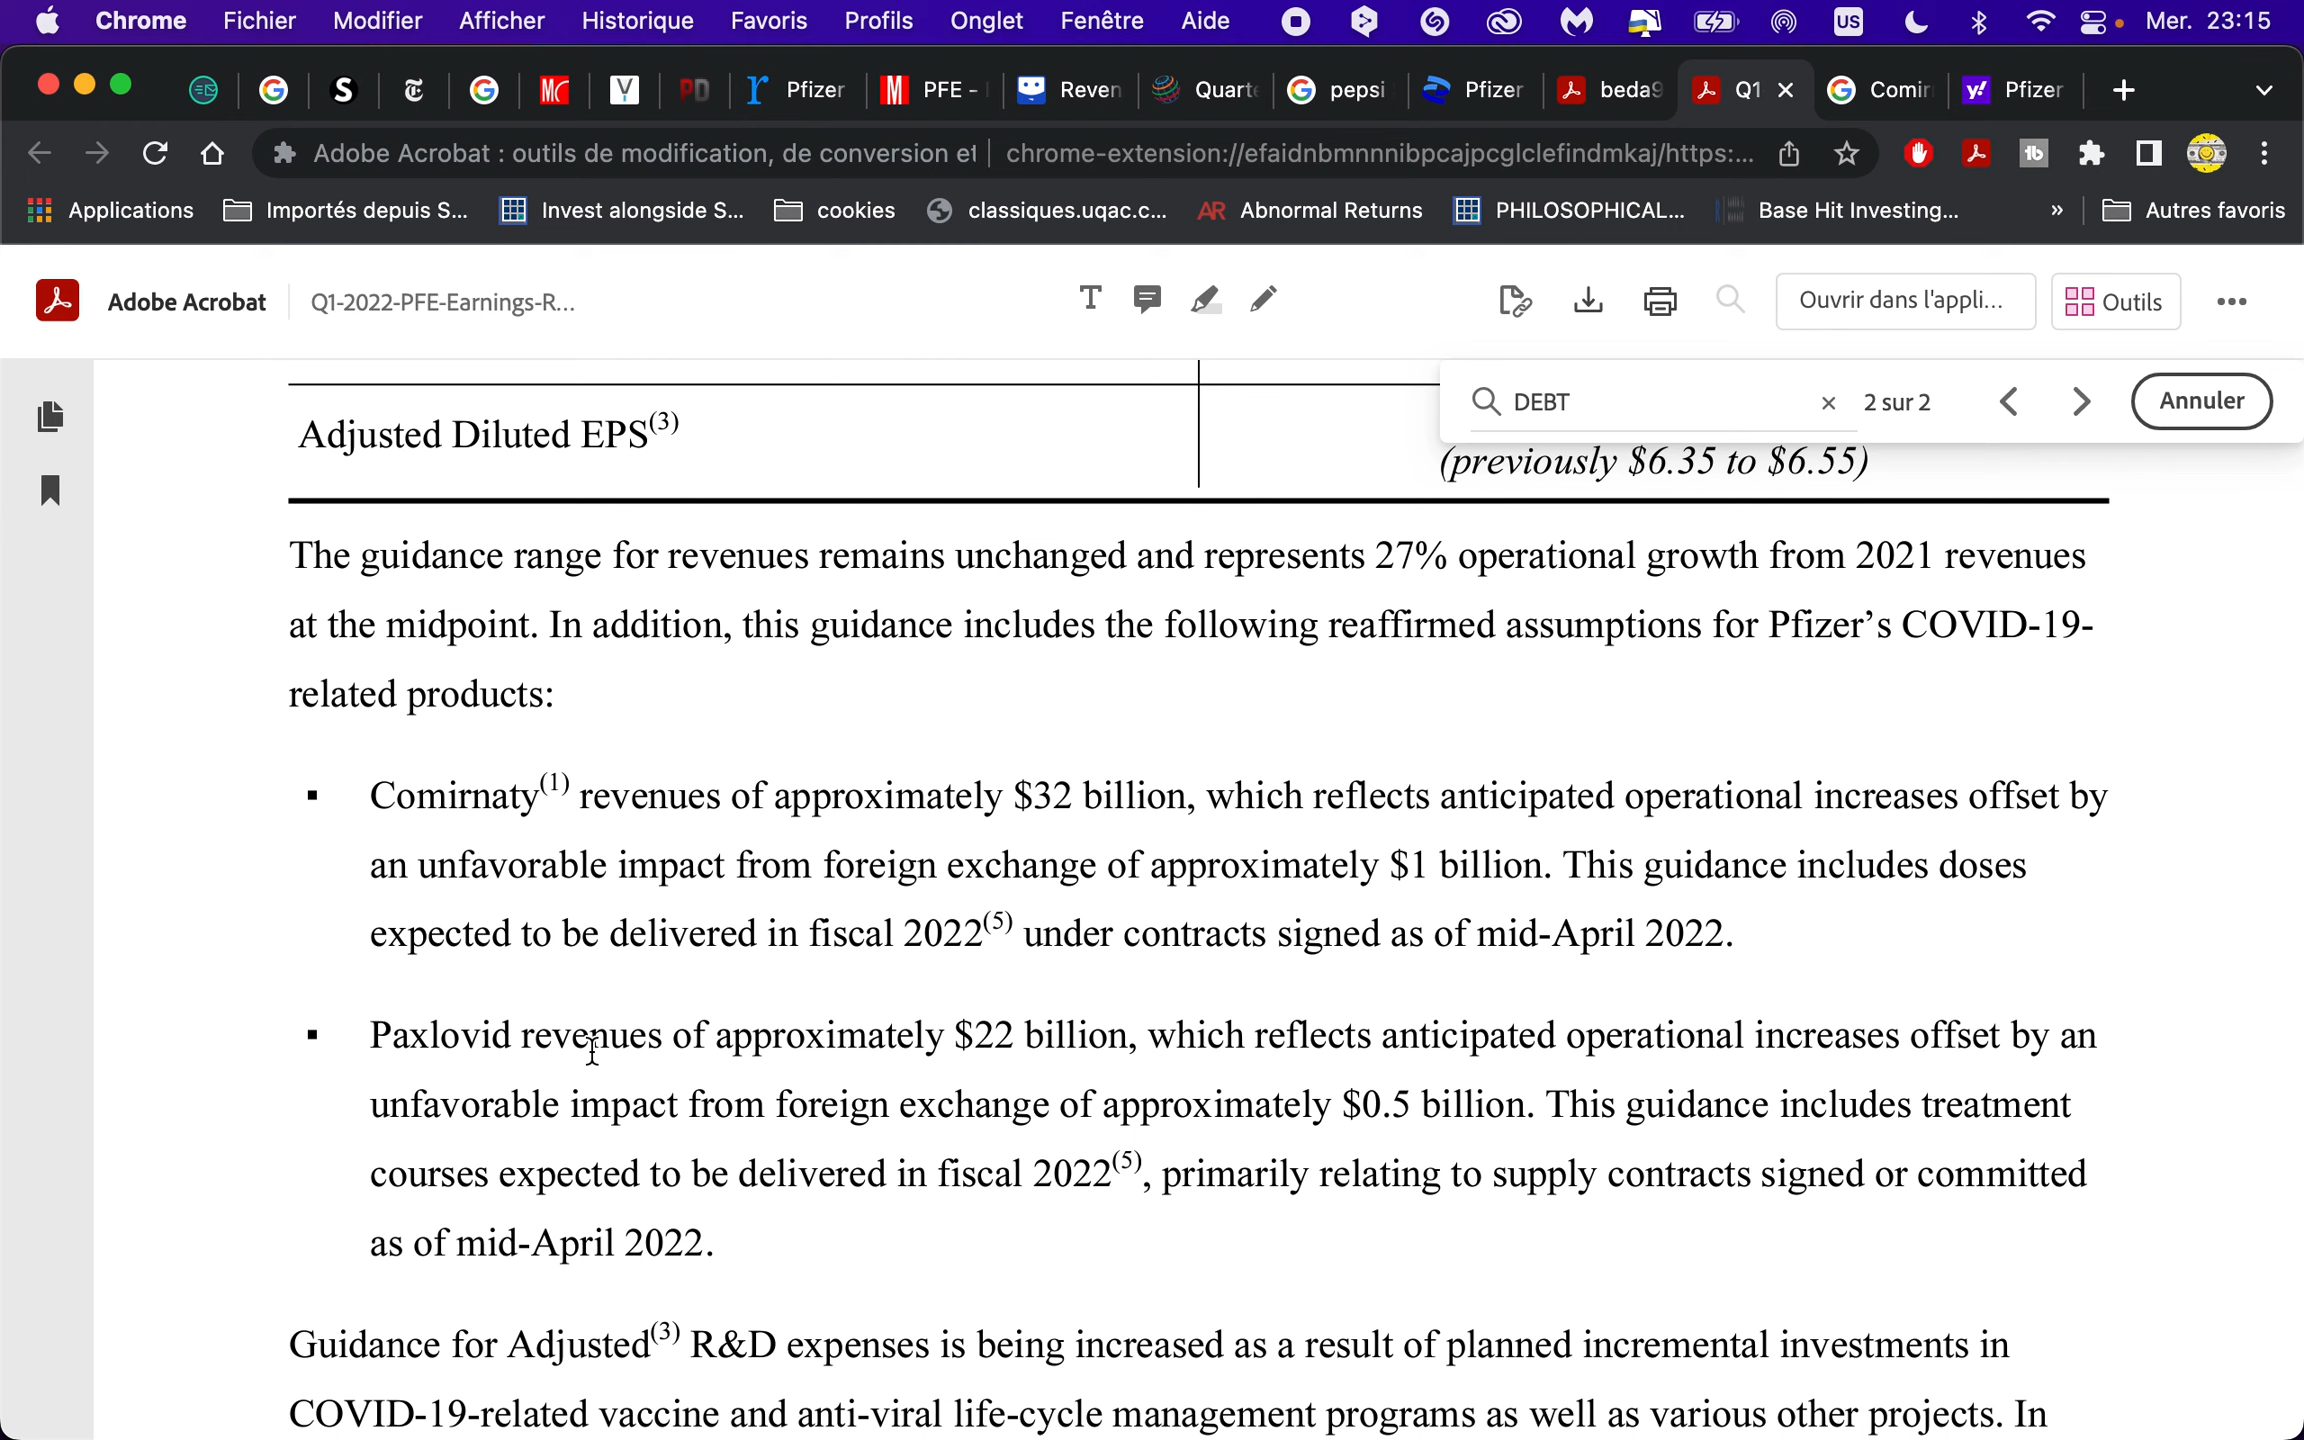 Chrome Fichier Modifier Afficher Historique Favoris Profils Onglet Fenêtre Aide US Mer. 23:15
Pfizer PFE - Reven Quarte pepsi Pfizer beda9 Q1 Comir Pfizer
Adobe Acrobat : outils de modification, de conversion et chrome-extension://efaidnbmnnnibpcajpcglclefindmkaj/https:...
Applications Importés depuis S... Invest alongside S... cookies classiques.uqac.c... AR Abnormal Returns PHILOSOPHICAL... Base Hit Investing... » Autres favoris
Adobe Acrobat Q1-2022-PFE-Earnings-R... Ouvrir dans l'appli... Outils
DEBT 2 sur 2 Annuler
Adjusted Diluted EPS(3)
(previously $6.35 to $6.55)
The guidance range for revenues remains unchanged and represents 27% operational growth from 2021 revenues
at the midpoint. In addition, this guidance includes the following reaffirmed assumptions for Pfizer’s COVID-19-
related products:
▪ Comirnaty(1) revenues of approximately $32 billion, which reflects anticipated operational increases offset by
an unfavorable impact from foreign exchange of approximately $1 billion. This guidance includes doses
expected to be delivered in fiscal 2022(5) under contracts signed as of mid-April 2022.
▪ Paxlovid revenues of approximately $22 billion, which reflects anticipated operational increases offset by an
unfavorable impact from foreign exchange of approximately $0.5 billion. This guidance includes treatment
courses expected to be delivered in fiscal 2022(5), primarily relating to supply contracts signed or committed
as of mid-April 2022.
Guidance for Adjusted(3) R&D expenses is being increased as a result of planned incremental investments in
COVID-19-related vaccine and anti-viral life-cycle management programs as well as various other projects. In